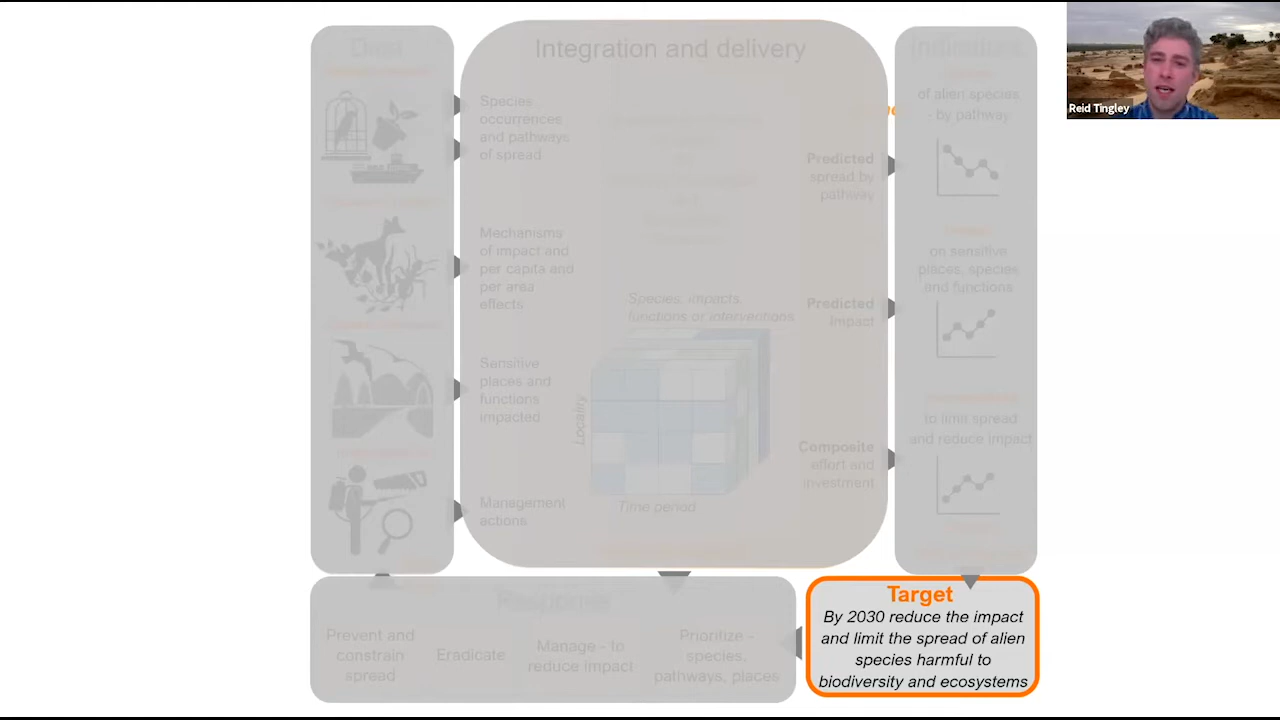 Integration and delivery
Species
occurrences
and pathways
of spread
Mechanisms
of impact and
per capita and
per area
effects
Sensitive
places and
functions
impacted
Management
actions
Species, impacts,
functions or interventions
Locality
Time period
Predicted
spread by
pathway
Predicted
impact
Composite
effort and
investment
of alien species
- by pathway
on sensitive
places, species
and functions
to limit spread
and reduce impact
Prevent and
constrain
spread
Eradicate
Manage - to
reduce impact
Prioritize -
species,
pathways, places
Target
By 2030 reduce the impact
and limit the spread of alien
species harmful to
biodiversity and ecosystems
Reid Tingley